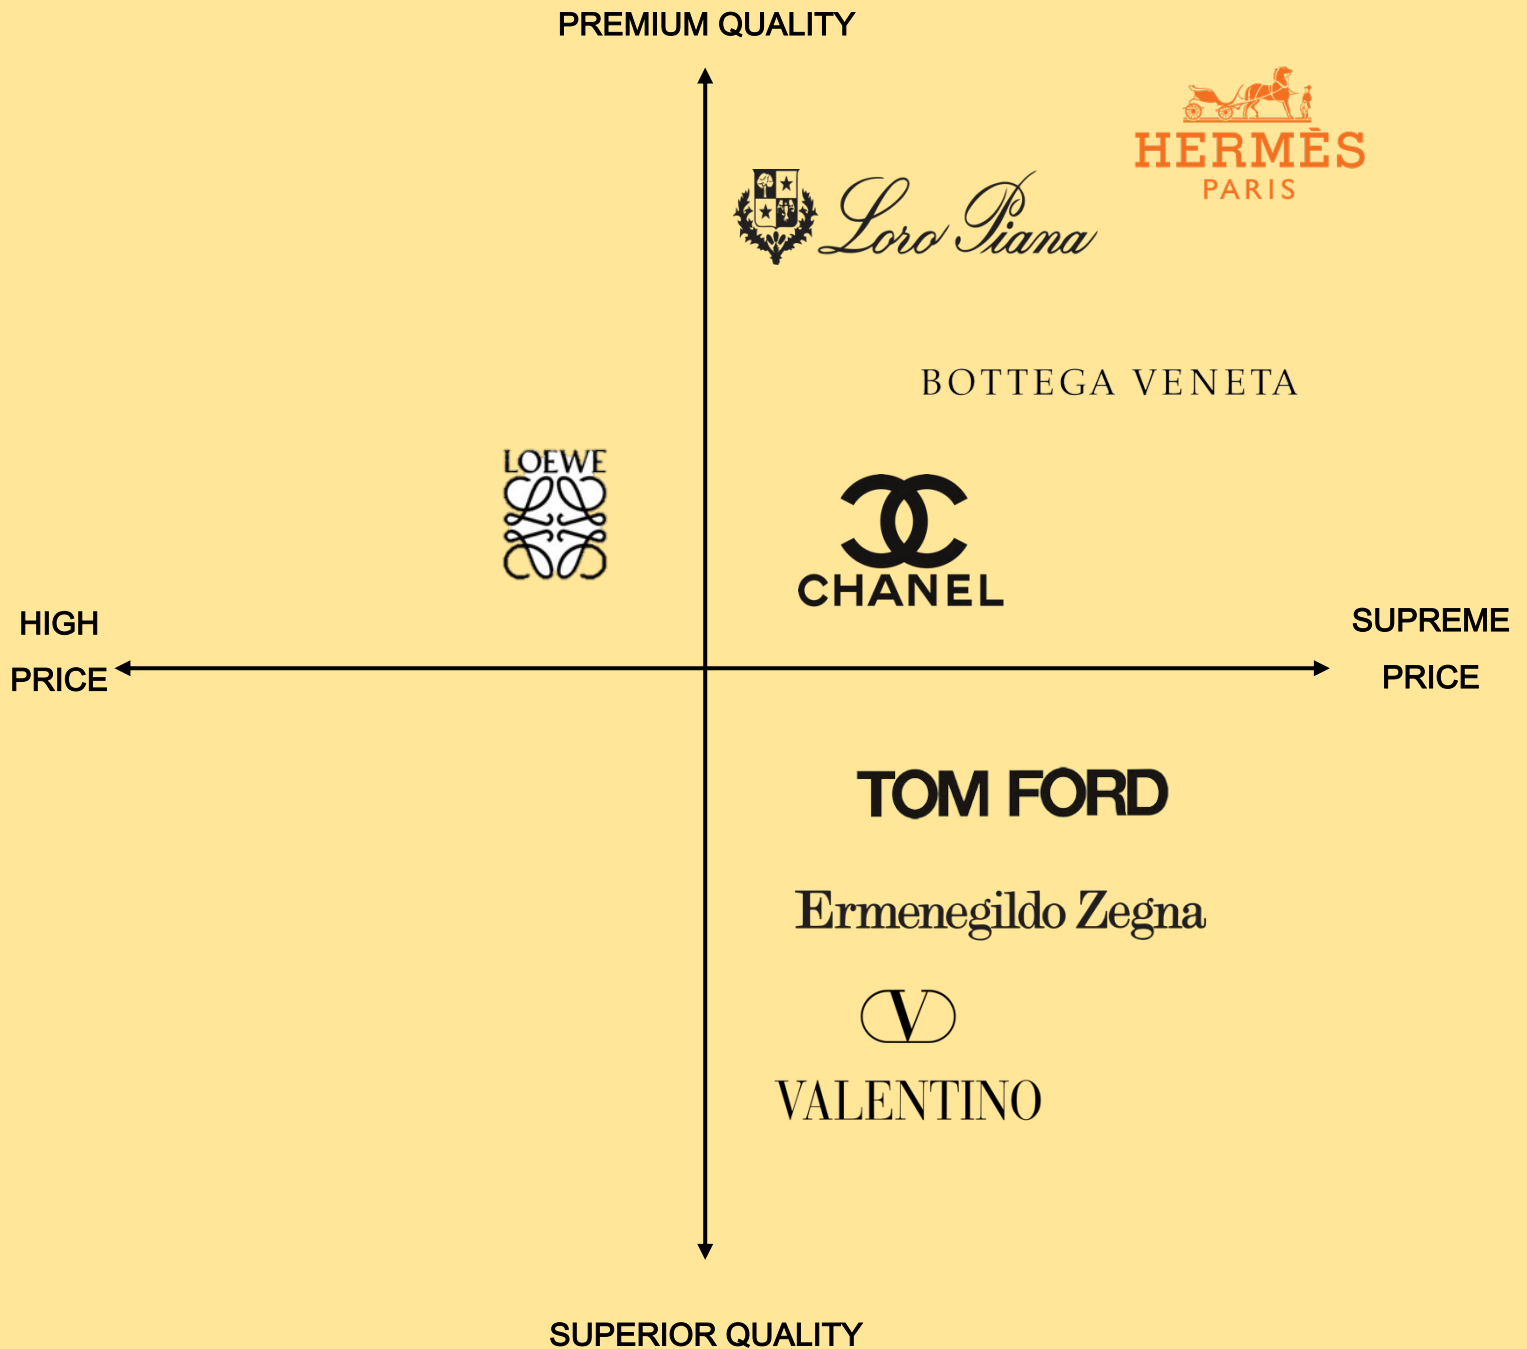 PREMIUM QUALITY
HERMÈS
PARIS
Loro Piana
BOTTEGA VENETA
LOEWE
CHANEL
HIGH
PRICE
SUPREME
PRICE
TOM FORD
Ermenegildo Zegna
V
VALENTINO
SUPERIOR QUALITY